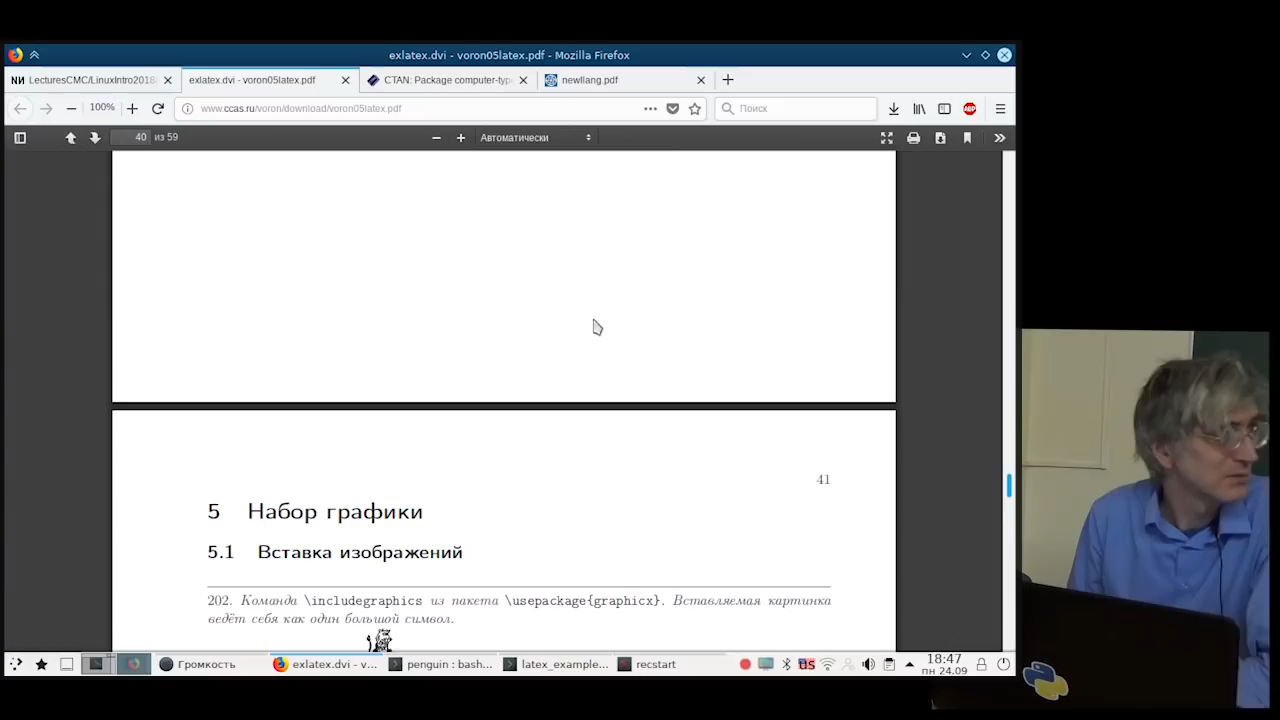 exlatex.dvi - voron05latex.pdf - Mozilla Firefox
LecturesCMC/LinuxIntro2018
exlatex.dvi - voron05latex.pdf
CTAN: Package computer-type
newllang.pdf
100%
www.ccas.ru/voron/download/voron05latex.pdf
Поиск
ABP
40 из 59
Автоматически
41
5 Набор графики
5.1 Вставка изображений
202. Команда \includegraphics из пакета \usepackage{graphicx}. Вставляемая картинка
ведёт себя как один большой символ.
Громкость
exlatex.dvi - v...
penguin : bash...
latex_example...
recstart
us
18:47
пн 24.09